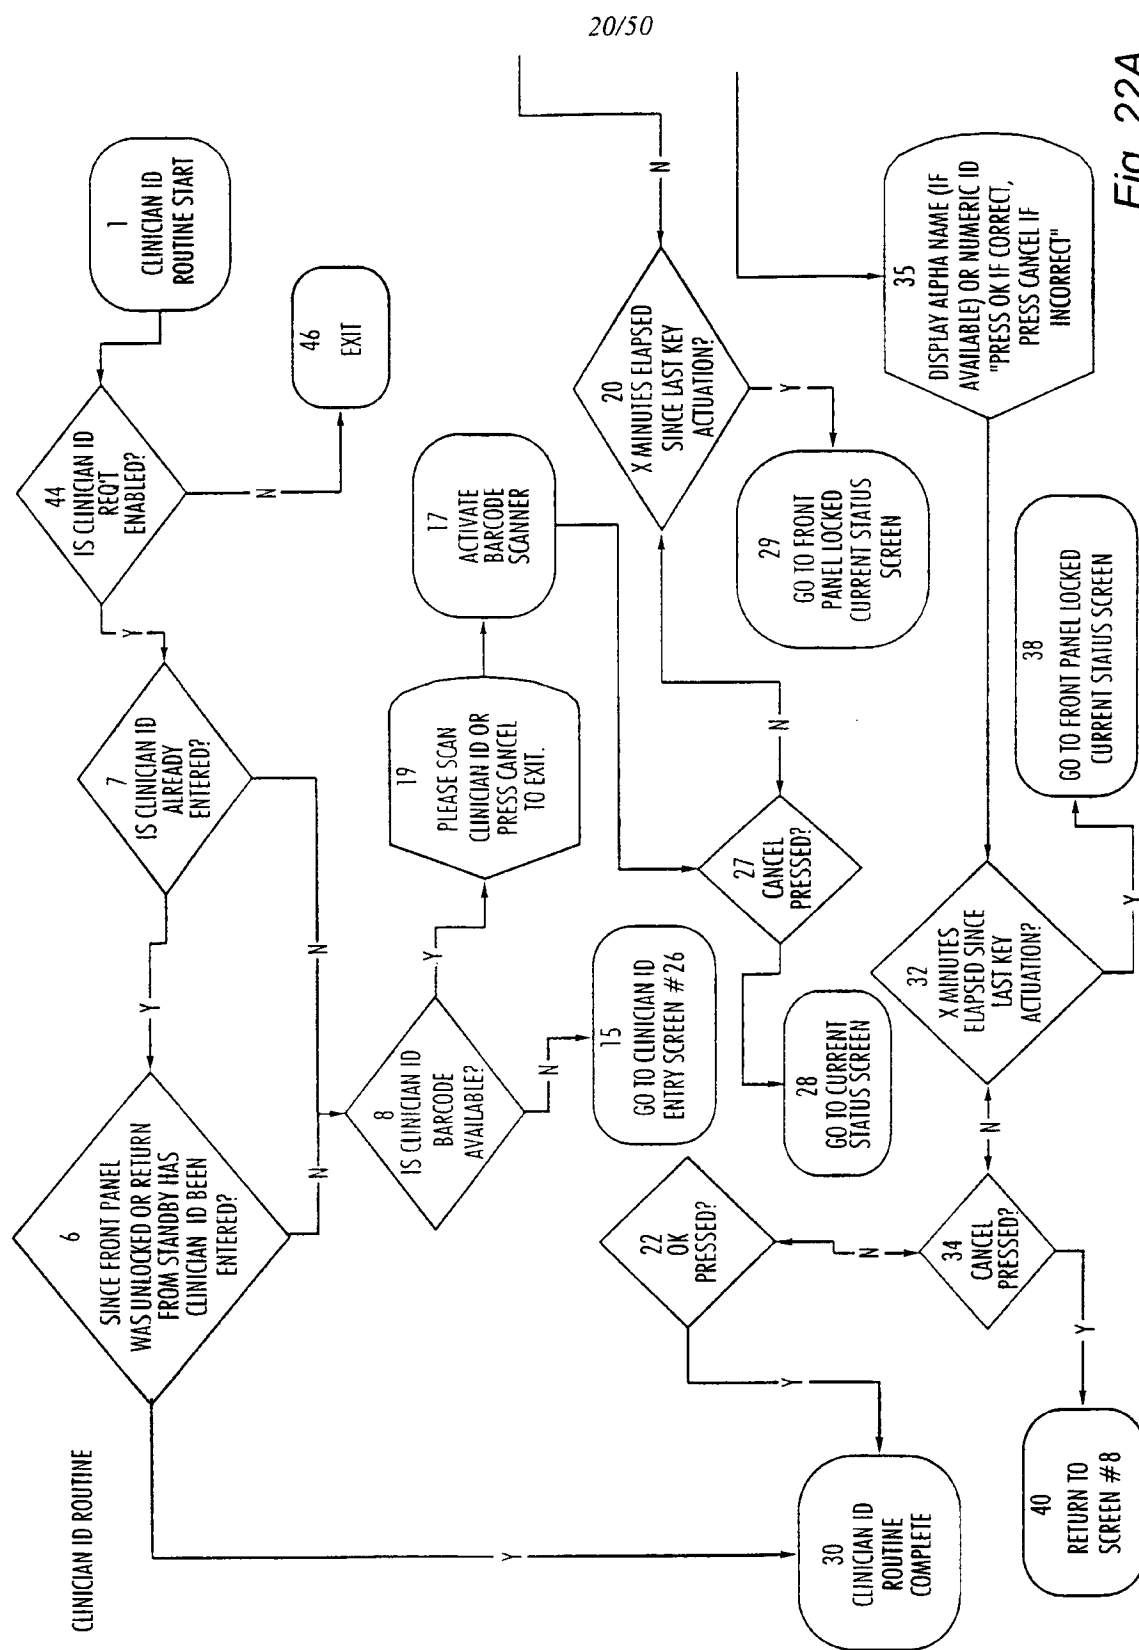 20/50
CLINICIAN ID ROUTINE
1
CLINICIAN ID
ROUTINE START
44
IS CLINICIAN ID
REQ'T
ENABLED?
N
46
EXIT
Y
7
IS CLINICIAN ID
ALREADY
ENTERED?
Y
N
6
SINCE FRONT PANEL
WAS UNLOCKED OR RETURN
FROM STANDBY HAS
CLINICIAN ID BEEN
ENTERED?
N
Y
8
IS CLINICIAN ID
BARCODE
AVAILABLE?
Y
N
19
PLEASE SCAN
CLINICIAN ID OR
PRESS CANCEL
TO EXIT.
17
ACTIVATE
BARCODE
SCANNER
15
GO TO CLINICIAN ID
ENTRY SCREEN #26
27
CANCEL
PRESSED?
N
28
GO TO CURRENT
STATUS SCREEN
20
X MINUTES ELAPSED
SINCE LAST KEY
ACTUATION?
N
Y
29
GO TO FRONT
PANEL LOCKED
CURRENT STATUS
SCREEN
35
DISPLAY ALPHA NAME (IF
AVAILABLE) OR NUMERIC ID
"PRESS OK IF CORRECT,
PRESS CANCEL IF
INCORRECT"
32
X MINUTES
ELAPSED SINCE
LAST KEY
ACTUATION?
Y
N
38
GO TO FRONT PANEL LOCKED
CURRENT STATUS SCREEN
34
CANCEL
PRESSED?
N
Y
22
OK
PRESSED?
Y
30
CLINICIAN ID
ROUTINE
COMPLETE
40
RETURN TO
SCREEN #8
Fig. 22A